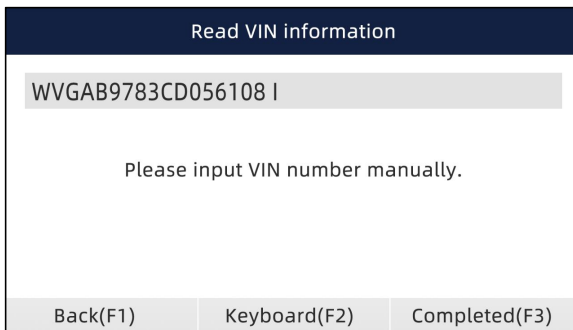 Read VIN information
WVGAB9783CD056108 I
Please input VIN number manually.
Back(F1) Keyboard(F2) Completed(F3)